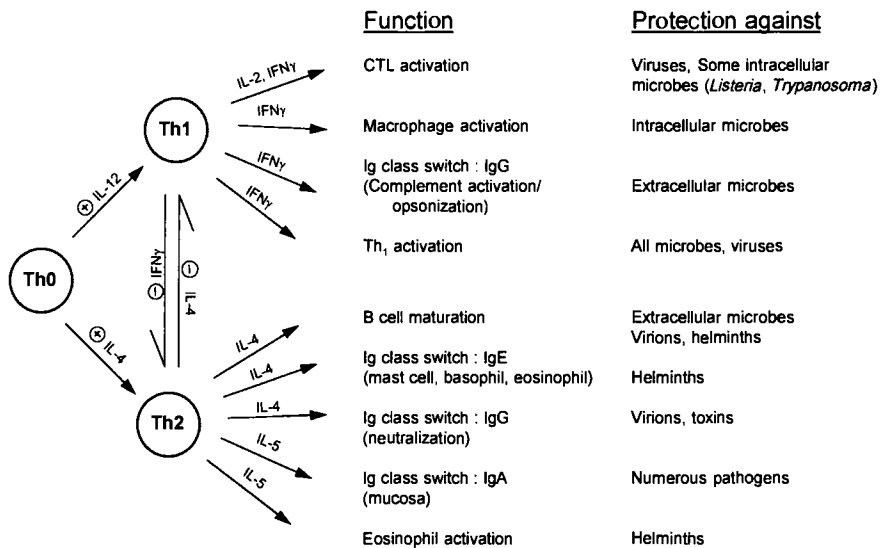 Function Protection against
IL-2, IFNγ CTL activation Viruses, Some intracellular
microbes (Listeria, Trypanosoma)
Th1
IFNγ Macrophage activation Intracellular microbes
IFNγ Ig class switch : IgG
(Complement activation/ Extracellular microbes
opsonization)
IFNγ
Th₁ activation All microbes, viruses
⊕ IL-12
Th0
⊖ IFNγ
⊖ IL-4
⊕ IL-4
B cell maturation Extracellular microbes
Virions, helminths
IL-4
IL-4 Ig class switch : IgE
(mast cell, basophil, eosinophil) Helminths
Th2
IL-4 Ig class switch : IgG Virions, toxins
(neutralization)
IL-5
Ig class switch : IgA Numerous pathogens
(mucosa)
IL-5
Eosinophil activation Helminths